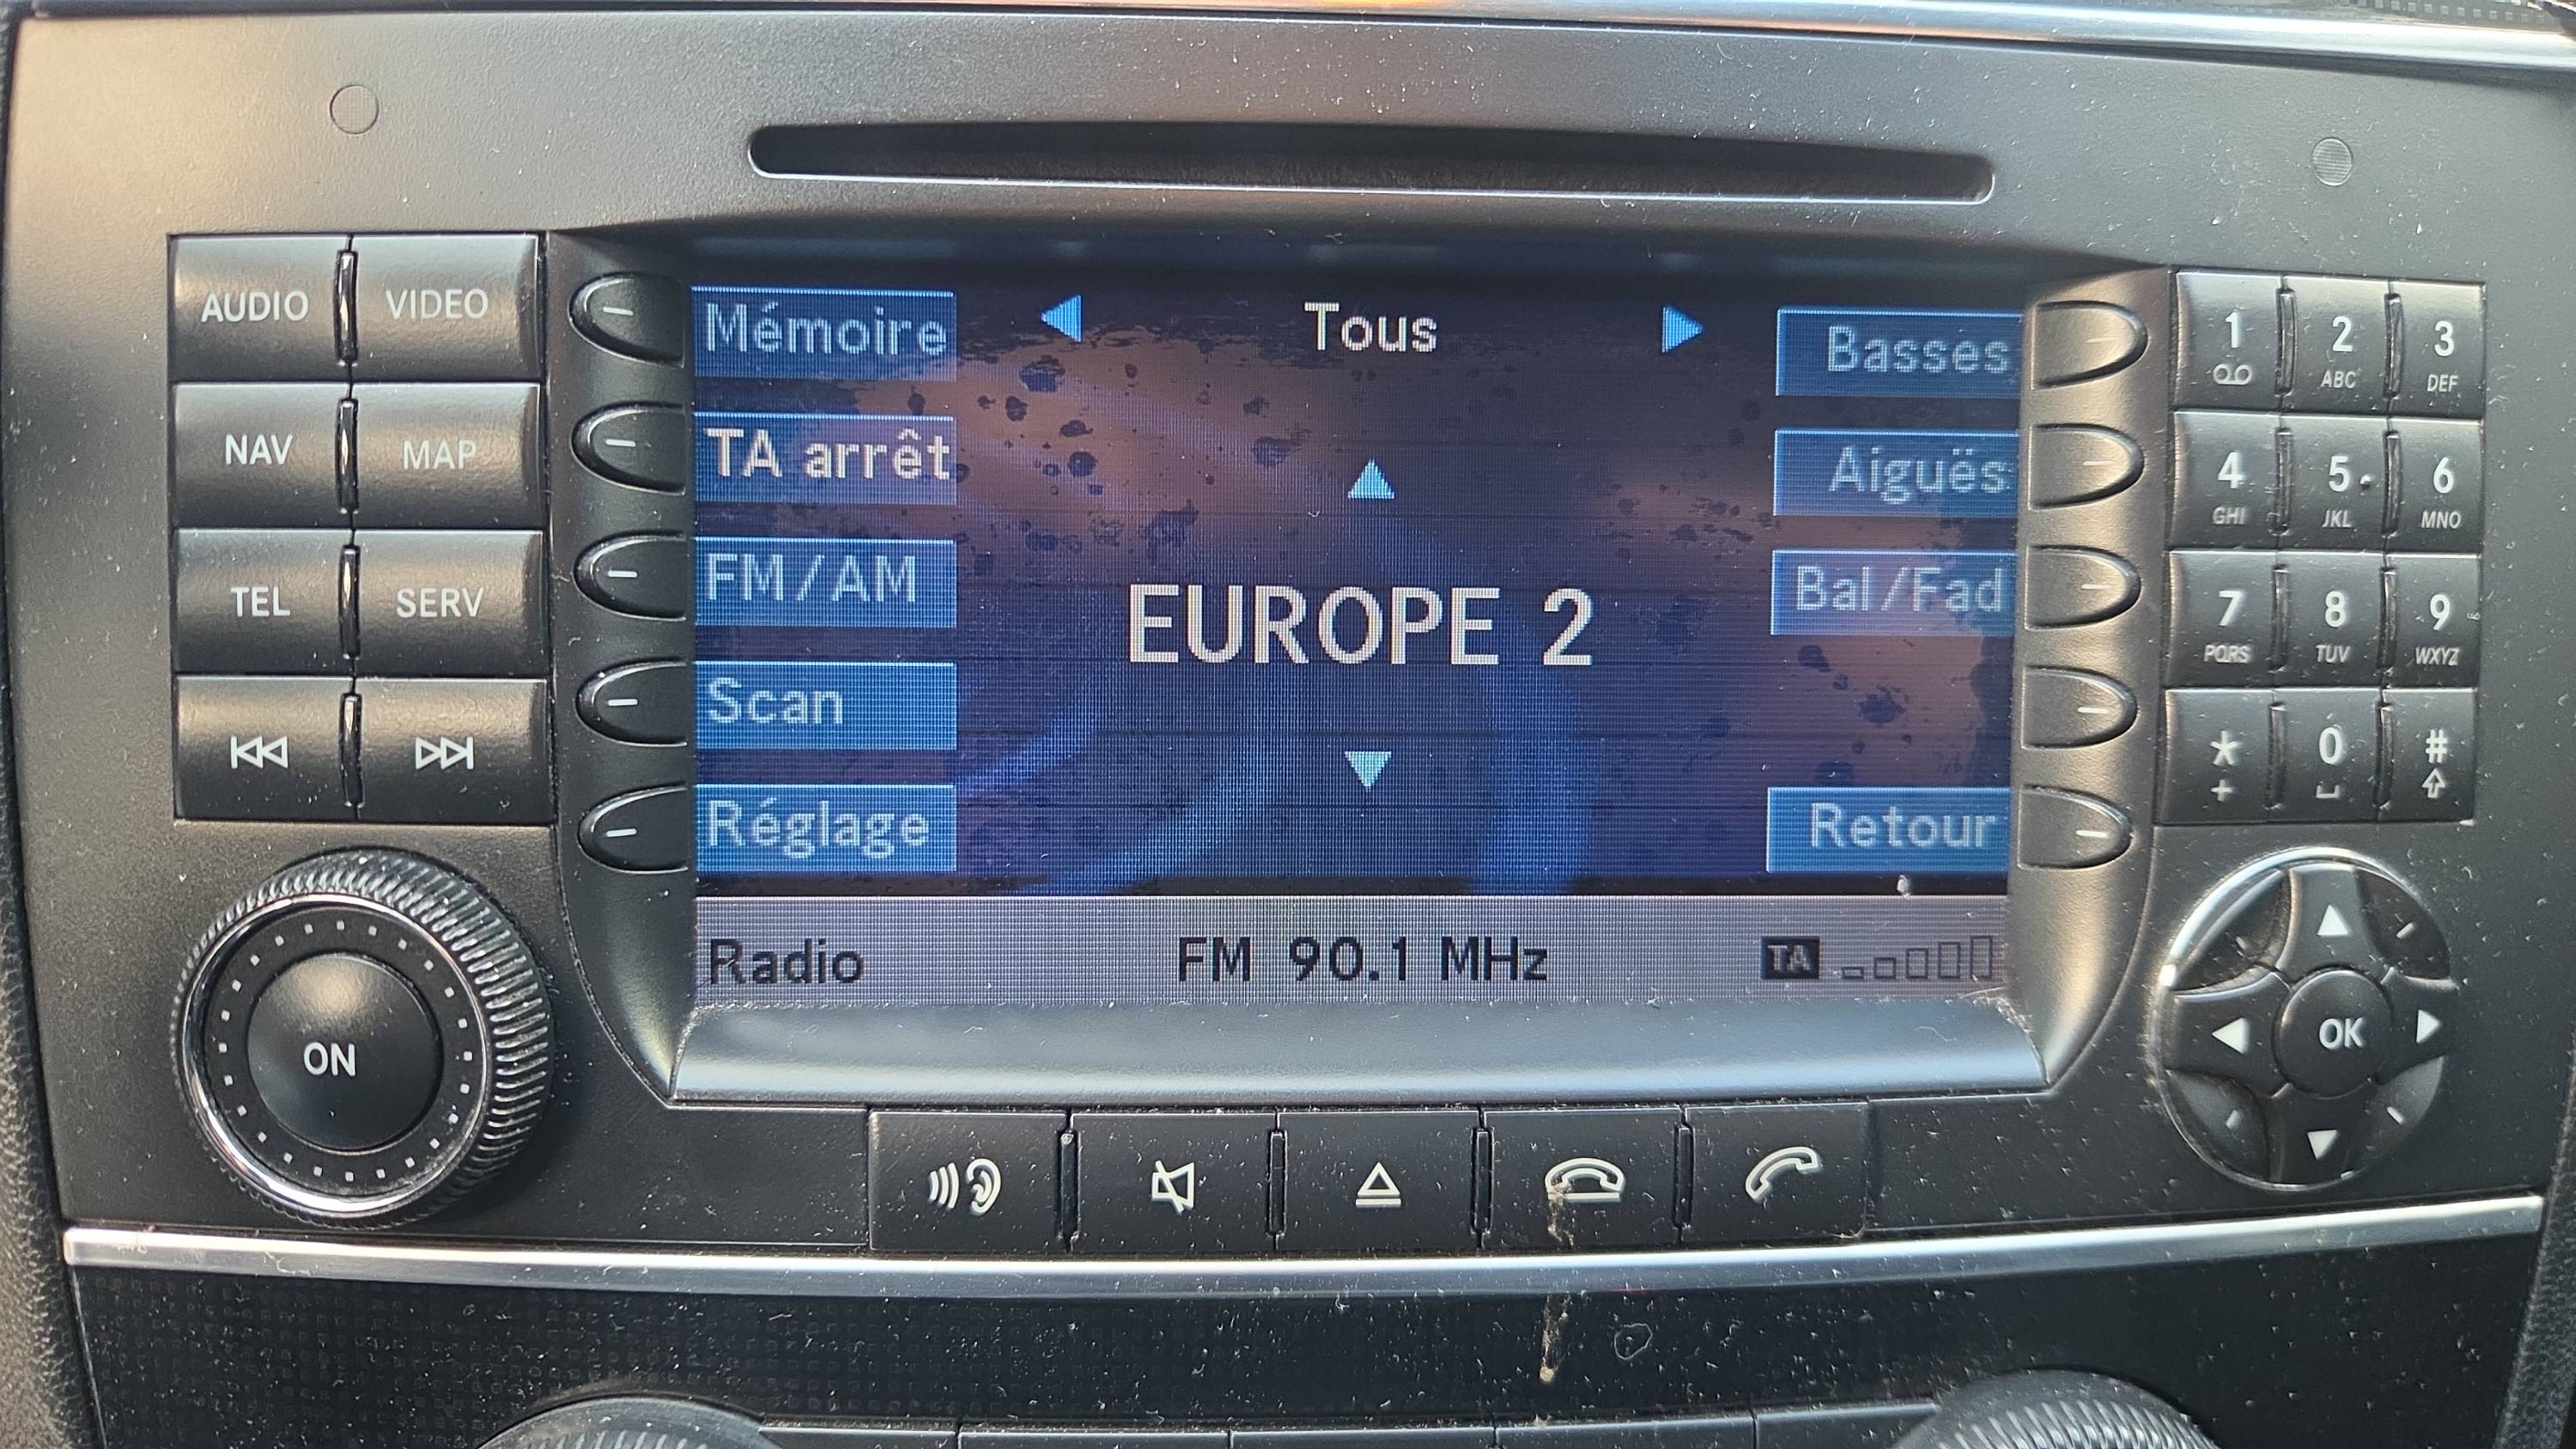 AUDIO VIDEO
NAV MAP
TEL SERV
ON
Mémoire
TA arrêt
FM/AM
Scan
Réglage
Tous
EUROPE 2
Basses
Aiguës
Bal/Fad
Retour
Radio FM 90.1 MHz TA
1 2 3
ABC DEF
4 5 6
GHI JKL MNO
7 8 9
PQRS TUV WXYZ
* 0 #
+
OK